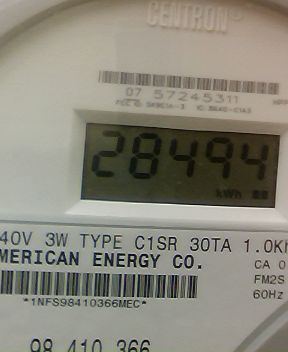 CENTRON®
07 57245311
28494
kWh
40V 3W TYPE C1SR 30TA 1.0Kh
MERICAN ENERGY CO.
CA 0
FM2S
*1NFS98410366MEC*
60Hz
98 410 366